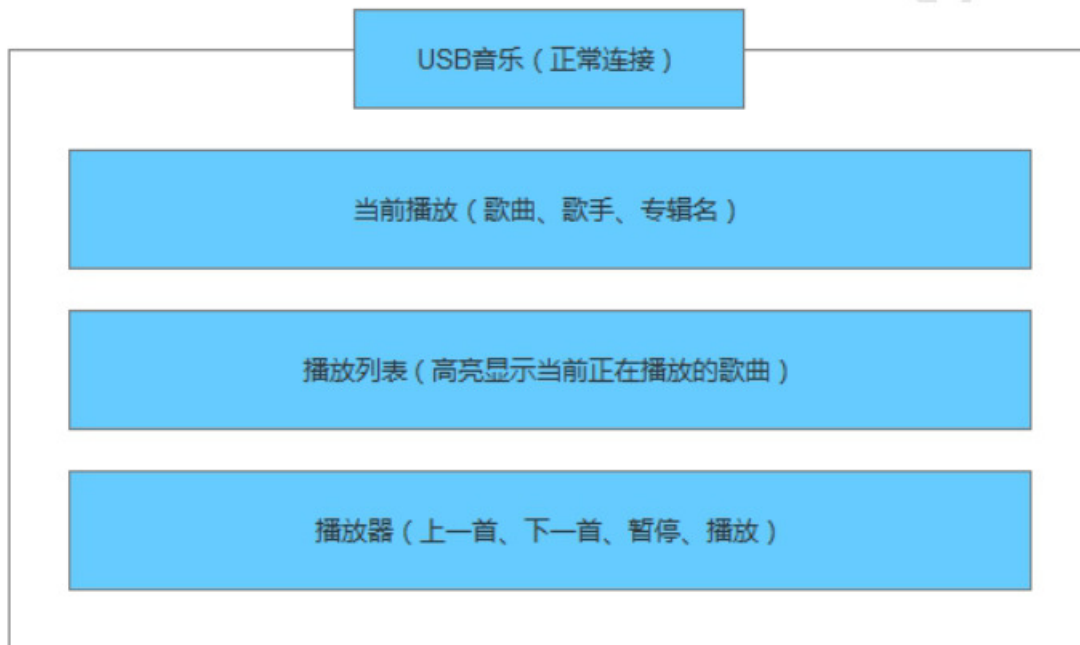 USB音乐（正常连接）
当前播放（歌曲、歌手、专辑名）
播放列表（高亮显示当前正在播放的歌曲）
播放器（上一首、下一首、暂停、播放）